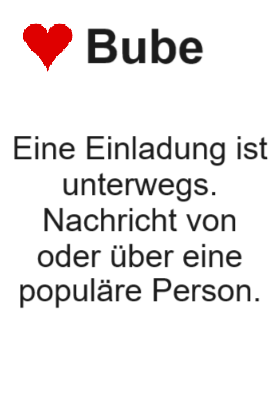 Bube
Eine Einladung ist
unterwegs.
Nachricht von
oder über eine
populäre Person.